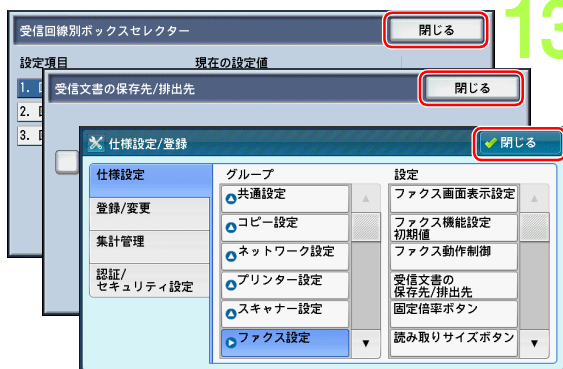 13
受信回線別ボックスセレクター
閉じる
設定項目 現在の設定値
1.
2.
3.
受信文書の保存先/排出先
閉じる
仕様設定/登録
閉じる
仕様設定
登録/変更
集計管理
認証/
セキュリティ設定
グループ
共通設定
コピー設定
ネットワーク設定
プリンター設定
スキャナー設定
ファクス設定
設定
ファクス画面表示設定
ファクス機能設定
初期値
ファクス動作制御
受信文書の
保存先/排出先
固定倍率ボタン
読み取りサイズボタン